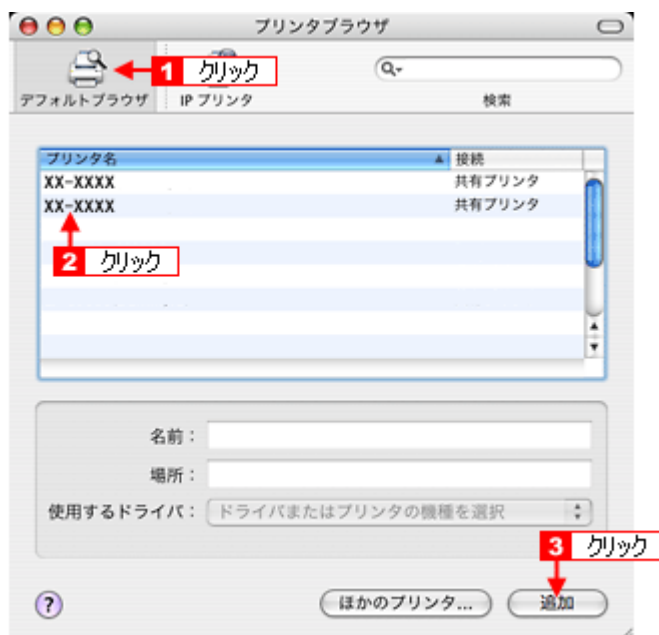 プリンタブラウザ
1 クリック
デフォルトブラウザ IP プリンタ 検索
プリンタ名 接続
XX-XXXX 共有プリンタ
XX-XXXX 共有プリンタ
2 クリック
名前：
場所：
使用するドライバ： ドライバまたはプリンタの機種を選択
3 クリック
? ほかのプリンタ... 追加